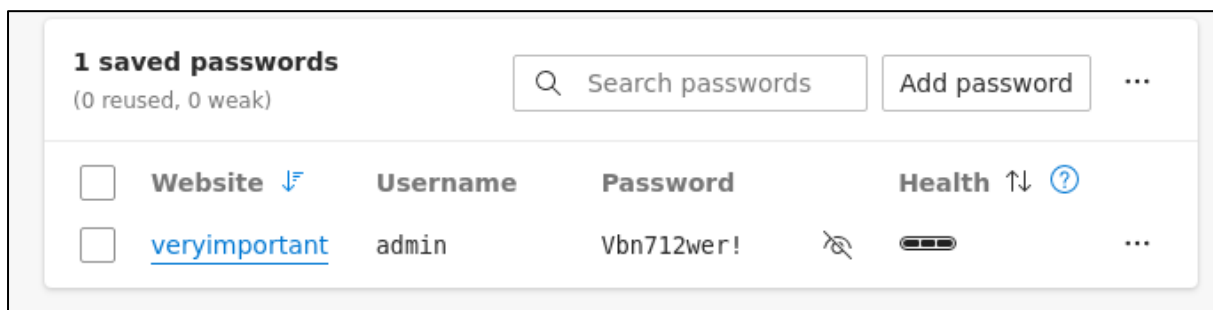 1 saved passwords
(0 reused, 0 weak)
Search passwords
Add password
Website Username Password Health
veryimportant admin Vbn712wer!